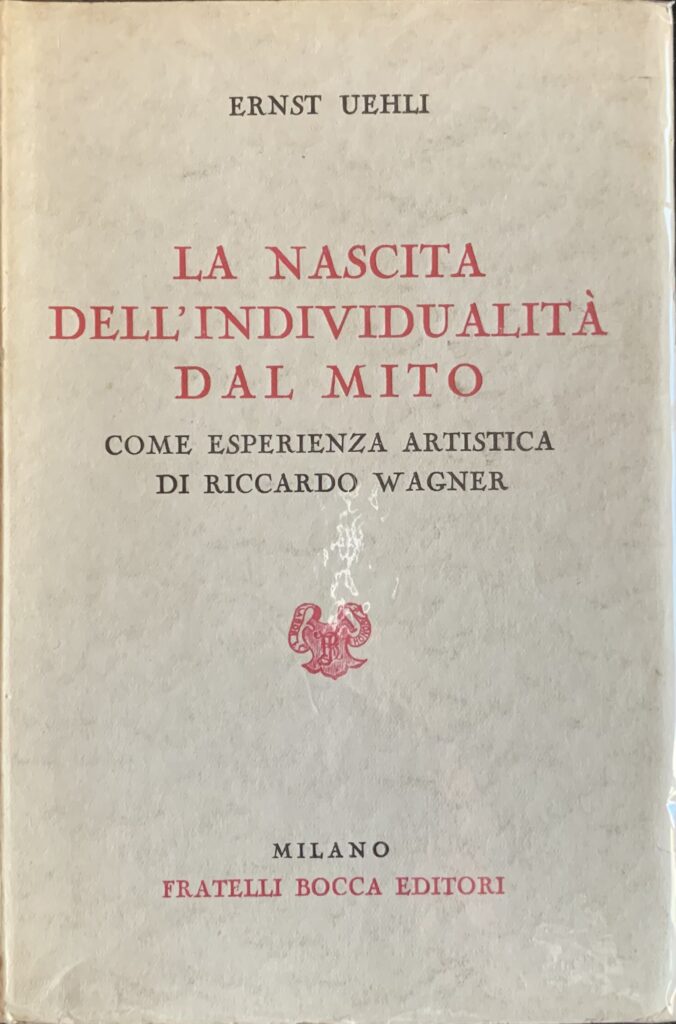 ERNST UEHLI
LA NASCITA
DELL'INDIVIDUALITÀ
DAL MITO
COME ESPERIENZA ARTISTICA
DI RICCARDO WAGNER
MILANO
FRATELLI BOCCA EDITORI